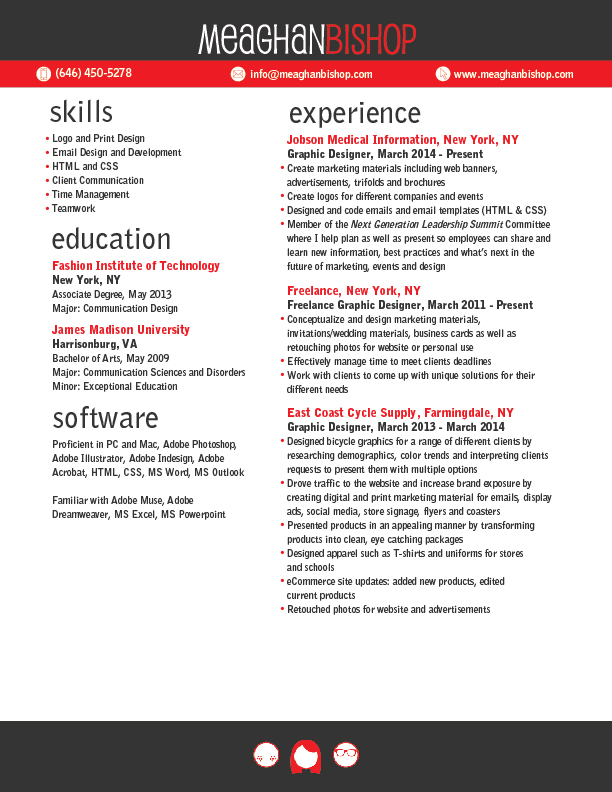 MEAGHANBISHOP
(646) 450-5278
info@meaghanbishop.com
www.meaghanbishop.com
skills
• Logo and Print Design
• Email Design and Development
• HTML and CSS
• Client Communication
• Time Management
• Teamwork
education
Fashion Institute of Technology
New York, NY
Associate Degree, May 2013
Major: Communication Design
James Madison University
Harrisonburg, VA
Bachelor of Arts, May 2009
Major: Communication Sciences and Disorders
Minor: Exceptional Education
software
Proficient in PC and Mac, Adobe Photoshop,
Adobe Illustrator, Adobe Indesign, Adobe
Acrobat, HTML, CSS, MS Word, MS Outlook
Familiar with Adobe Muse, Adobe
Dreamweaver, MS Excel, MS Powerpoint
experience
Jobson Medical Information, New York, NY
Graphic Designer, March 2014 - Present
• Create marketing materials including web banners,
advertisements, trifolds and brochures
• Create logos for different companies and events
• Designed and code emails and email templates (HTML & CSS)
• Member of the Next Generation Leadership Summit Committee
where I help plan as well as present so employees can share and
learn new information, best practices and what's next in the
future of marketing, events and design
Freelance, New York, NY
Freelance Graphic Designer, March 2011 - Present
• Conceptualize and design marketing materials,
invitations/wedding materials, business cards as well as
retouching photos for website or personal use
• Effectively manage time to meet clients deadlines
• Work with clients to come up with unique solutions for their
different needs
East Coast Cycle Supply, Farmingdale, NY
Graphic Designer, March 2013 - March 2014
• Designed bicycle graphics for a range of different clients by
researching demographics, color trends and interpreting clients
requests to present them with multiple options
• Drove traffic to the website and increase brand exposure by
creating digital and print marketing material for emails, display
ads, social media, store signage, flyers and coasters
• Presented products in an appealing manner by transforming
products into clean, eye catching packages
• Designed apparel such as T-shirts and uniforms for stores
and schools
• eCommerce site updates: added new products, edited
current products
• Retouched photos for website and advertisements